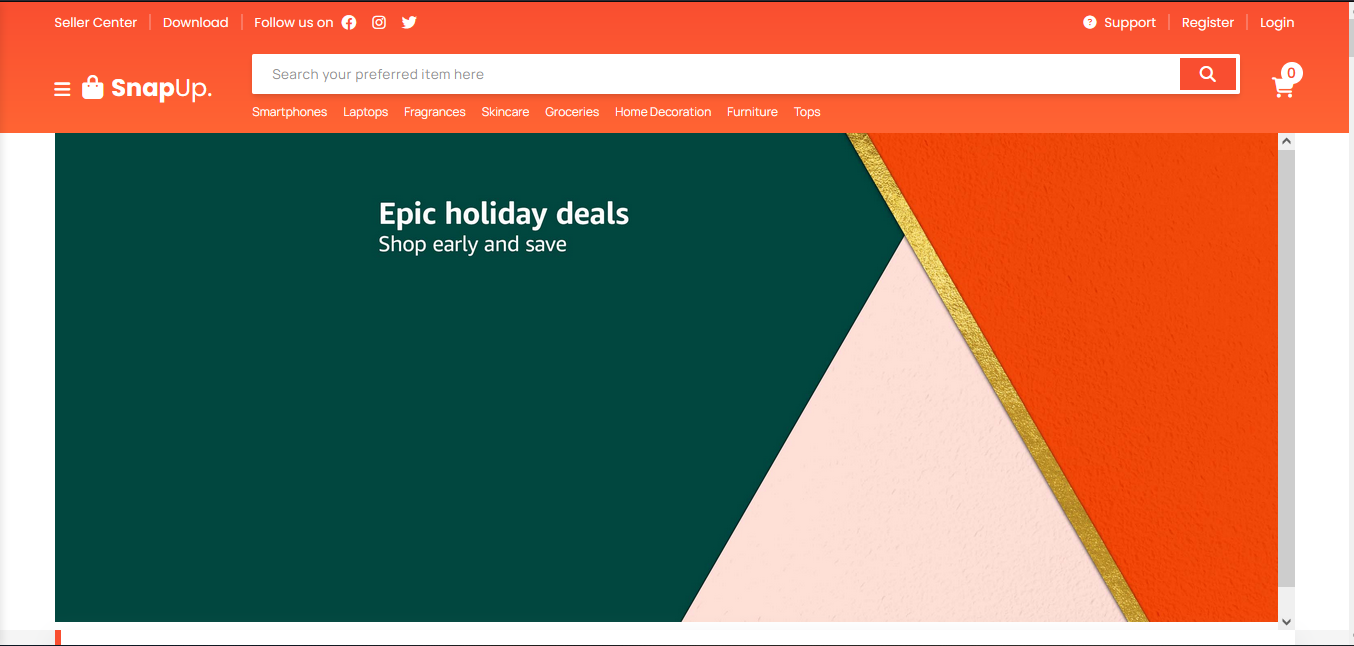 Seller Center Download Follow us on
? Support Register Login
SnapUp.
Search your preferred item here
0
Smartphones Laptops Fragrances Skincare Groceries Home Decoration Furniture Tops
Epic holiday deals
Shop early and save